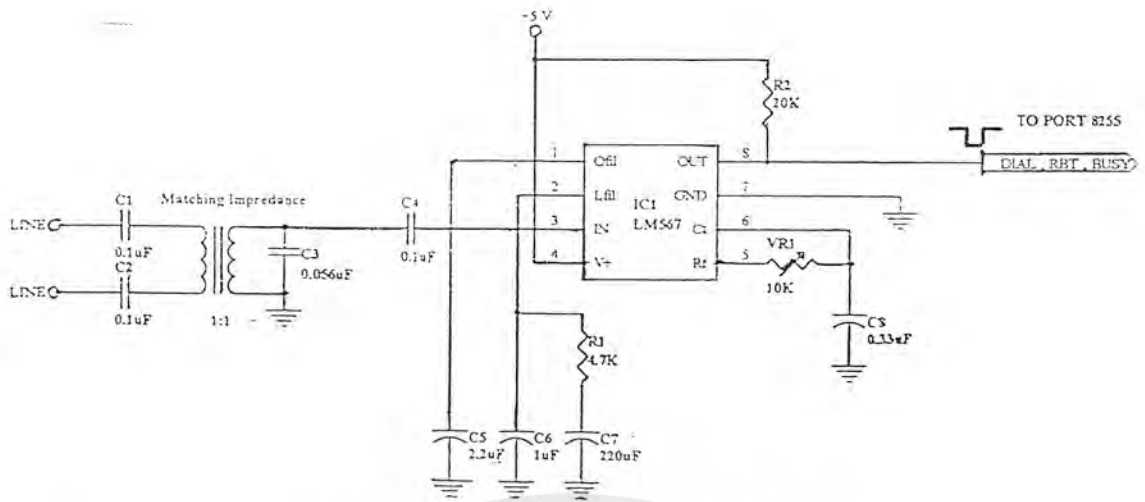 +5 V
R2
20K
TO PORT 8255
DIAL , RBT , BUSY
1
Ofil
OUT
8
2
Lfil
GND
7
IC1
LM567
3
IN
Ct
6
4
V+
Rt
5
VR1
10K
C1
Matching Impredance
C4
LINE
0.1uF
C2
C3
0.056uF
0.1uF
LINE
0.1uF
1:1
R1
4.7K
C8
0.33uF
C5
2.2uF
C6
1uF
C7
220uF